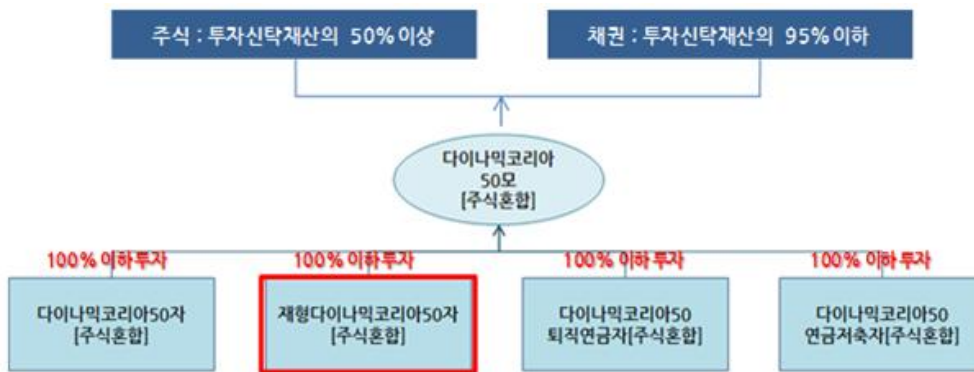 주식 : 투자신탁재산의 50% 이상
채권 : 투자신탁재산의 95% 이하
다이나믹코리아
50모
[주식혼합]
100% 이하 투자
100% 이하 투자
100% 이하 투자
100% 이하 투자
다이나믹코리아50자
[주식혼합]
재형다이나믹코리아50자
[주식혼합]
다이나믹코리아50
퇴직연금자[주식혼합]
다이나믹코리아50
연금저축자[주식혼합]